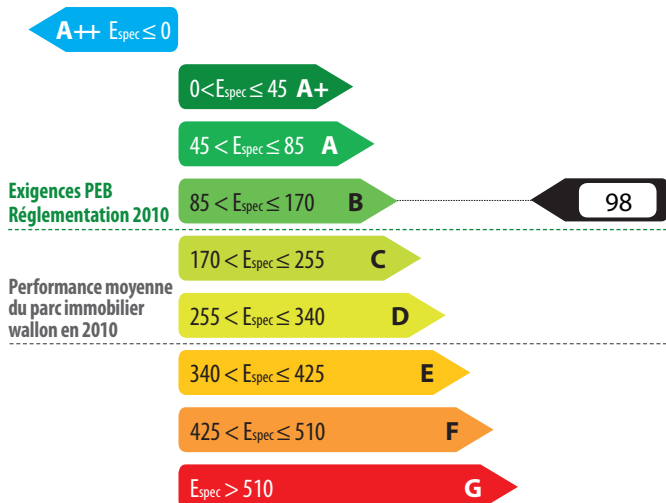 A++ Espec ≤ 0
0<Espec ≤ 45 A+
45 < Espec ≤ 85 A
Exigences PEB
Réglementation 2010
85 < Espec ≤ 170 B
98
170 < Espec ≤ 255 C
Performance moyenne
du parc immobilier
wallon en 2010
255 < Espec ≤ 340 D
340 < Espec ≤ 425 E
425 < Espec ≤ 510 F
Espec > 510 G